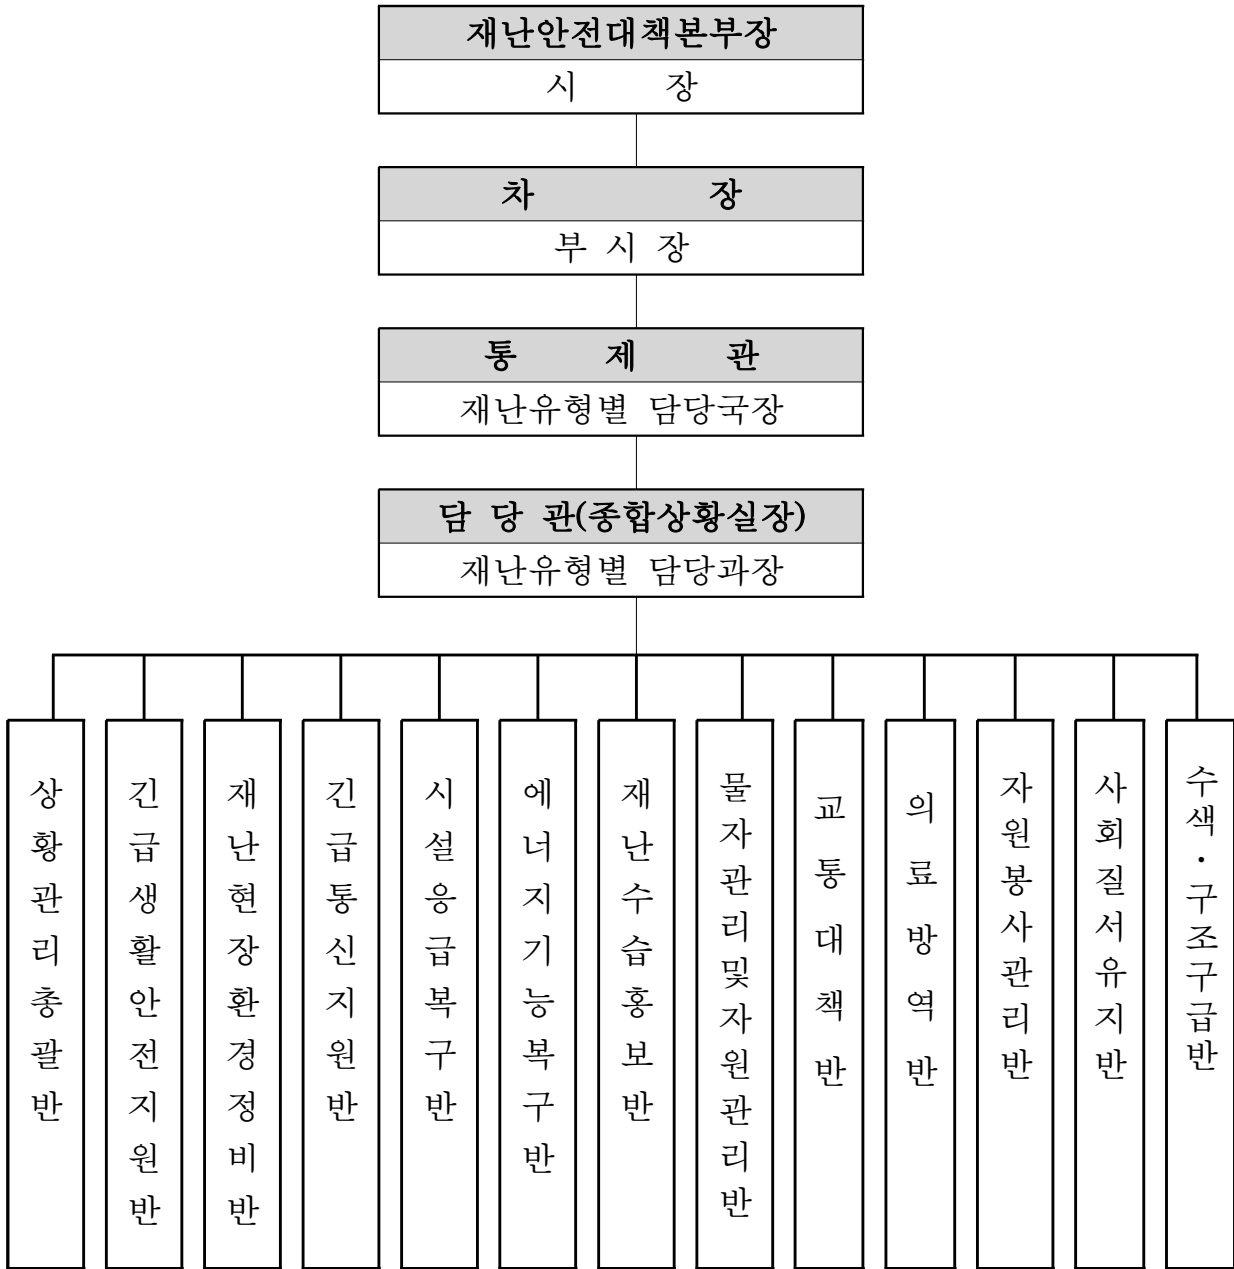 재난안전대책본부장
시 장
차 장
부 시 장
통 제 관
재난유형별 담당국장
담 당 관(종합상황실장)
재난유형별 담당과장
상황관리총괄반
긴급생활안전지원반
재난현장환경정비반
긴급통신지원반
시설응급복구반
에너지기능복구반
재난수습홍보반
물자관리및자원관리반
교통대책반
의료방역반
자원봉사관리반
사회질서유지반
수색·구조구급반